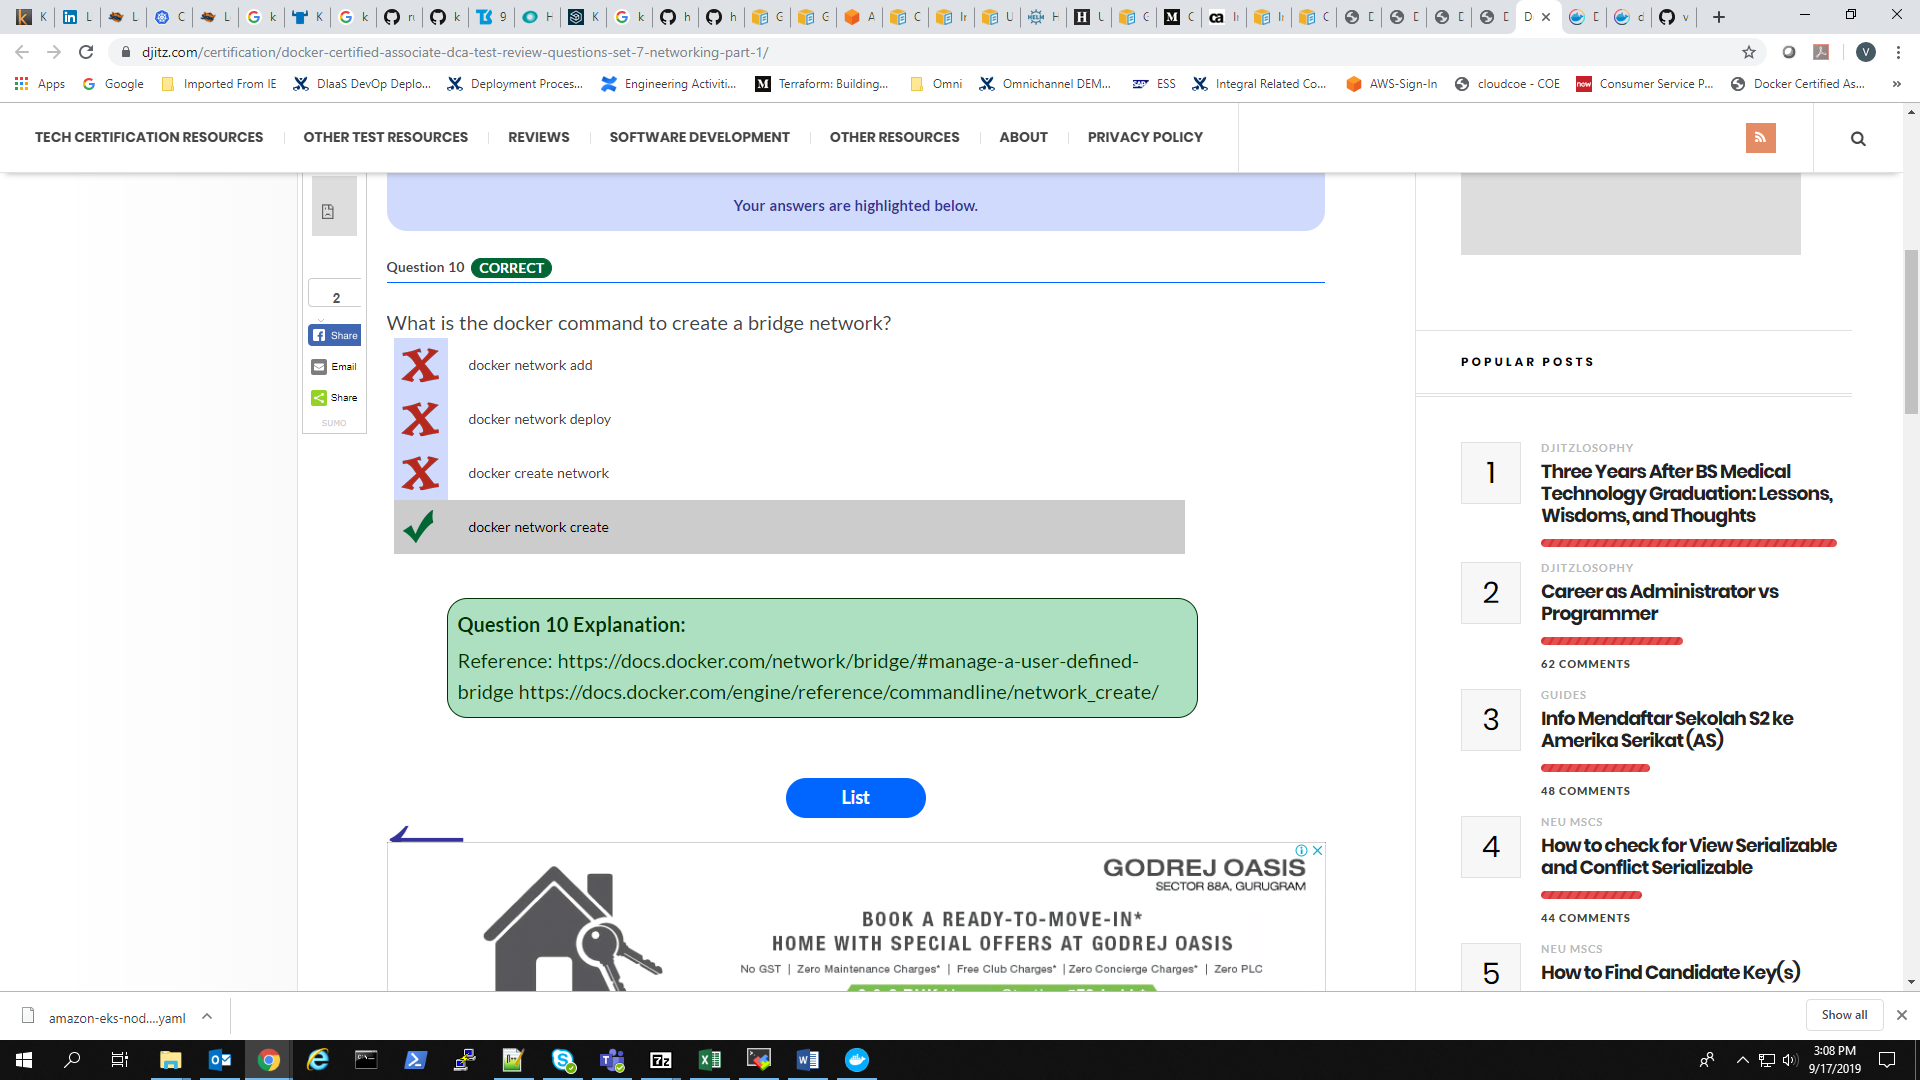 K L L C L G K K G k ru k 9 H K G k h h G G A C Ir U H U G C Ir Ir C D D D D D c v
djitz.com/certification/docker-certified-associate-dca-test-review-questions-set-7-networking-part-1/
V
Apps Google Imported From IE DIaaS DevOp Deplo... Deployment Proces... Engineering Activiti... Terraform: Building... Omni Omnichannel DEM... ESS Integral Related Co... AWS-Sign-In cloudcoe - COE Consumer Service P... Docker Certified As... »
TECH CERTIFICATION RESOURCES OTHER TEST RESOURCES REVIEWS SOFTWARE DEVELOPMENT OTHER RESOURCES ABOUT PRIVACY POLICY
Your answers are highlighted below.
2
Share
Email
Share
SUMO
Question 10 CORRECT
What is the docker command to create a bridge network?
docker network add
docker network deploy
docker create network
docker network create
Question 10 Explanation:
Reference: https://docs.docker.com/network/bridge/#manage-a-user-defined-
bridge https://docs.docker.com/engine/reference/commandline/network_create/
List
GODREJ OASIS
SECTOR 88A, GURUGRAM
BOOK A READY-TO-MOVE-IN*
HOME WITH SPECIAL OFFERS AT GODREJ OASIS
No GST | Zero Maintenance Charges* | Free Club Charges* | Zero Concierge Charges* | Zero PLC
POPULAR POSTS
1
DJITZLOSOPHY
Three Years After BS Medical
Technology Graduation: Lessons,
Wisdoms, and Thoughts
2
DJITZLOSOPHY
Career as Administrator vs
Programmer
62 COMMENTS
3
GUIDES
Info Mendaftar Sekolah S2 ke
Amerika Serikat (AS)
48 COMMENTS
4
NEU MSCS
How to check for View Serializable
and Conflict Serializable
44 COMMENTS
5
NEU MSCS
How to Find Candidate Key(s)
amazon-eks-nod....yaml
Show all
3:08 PM
9/17/2019